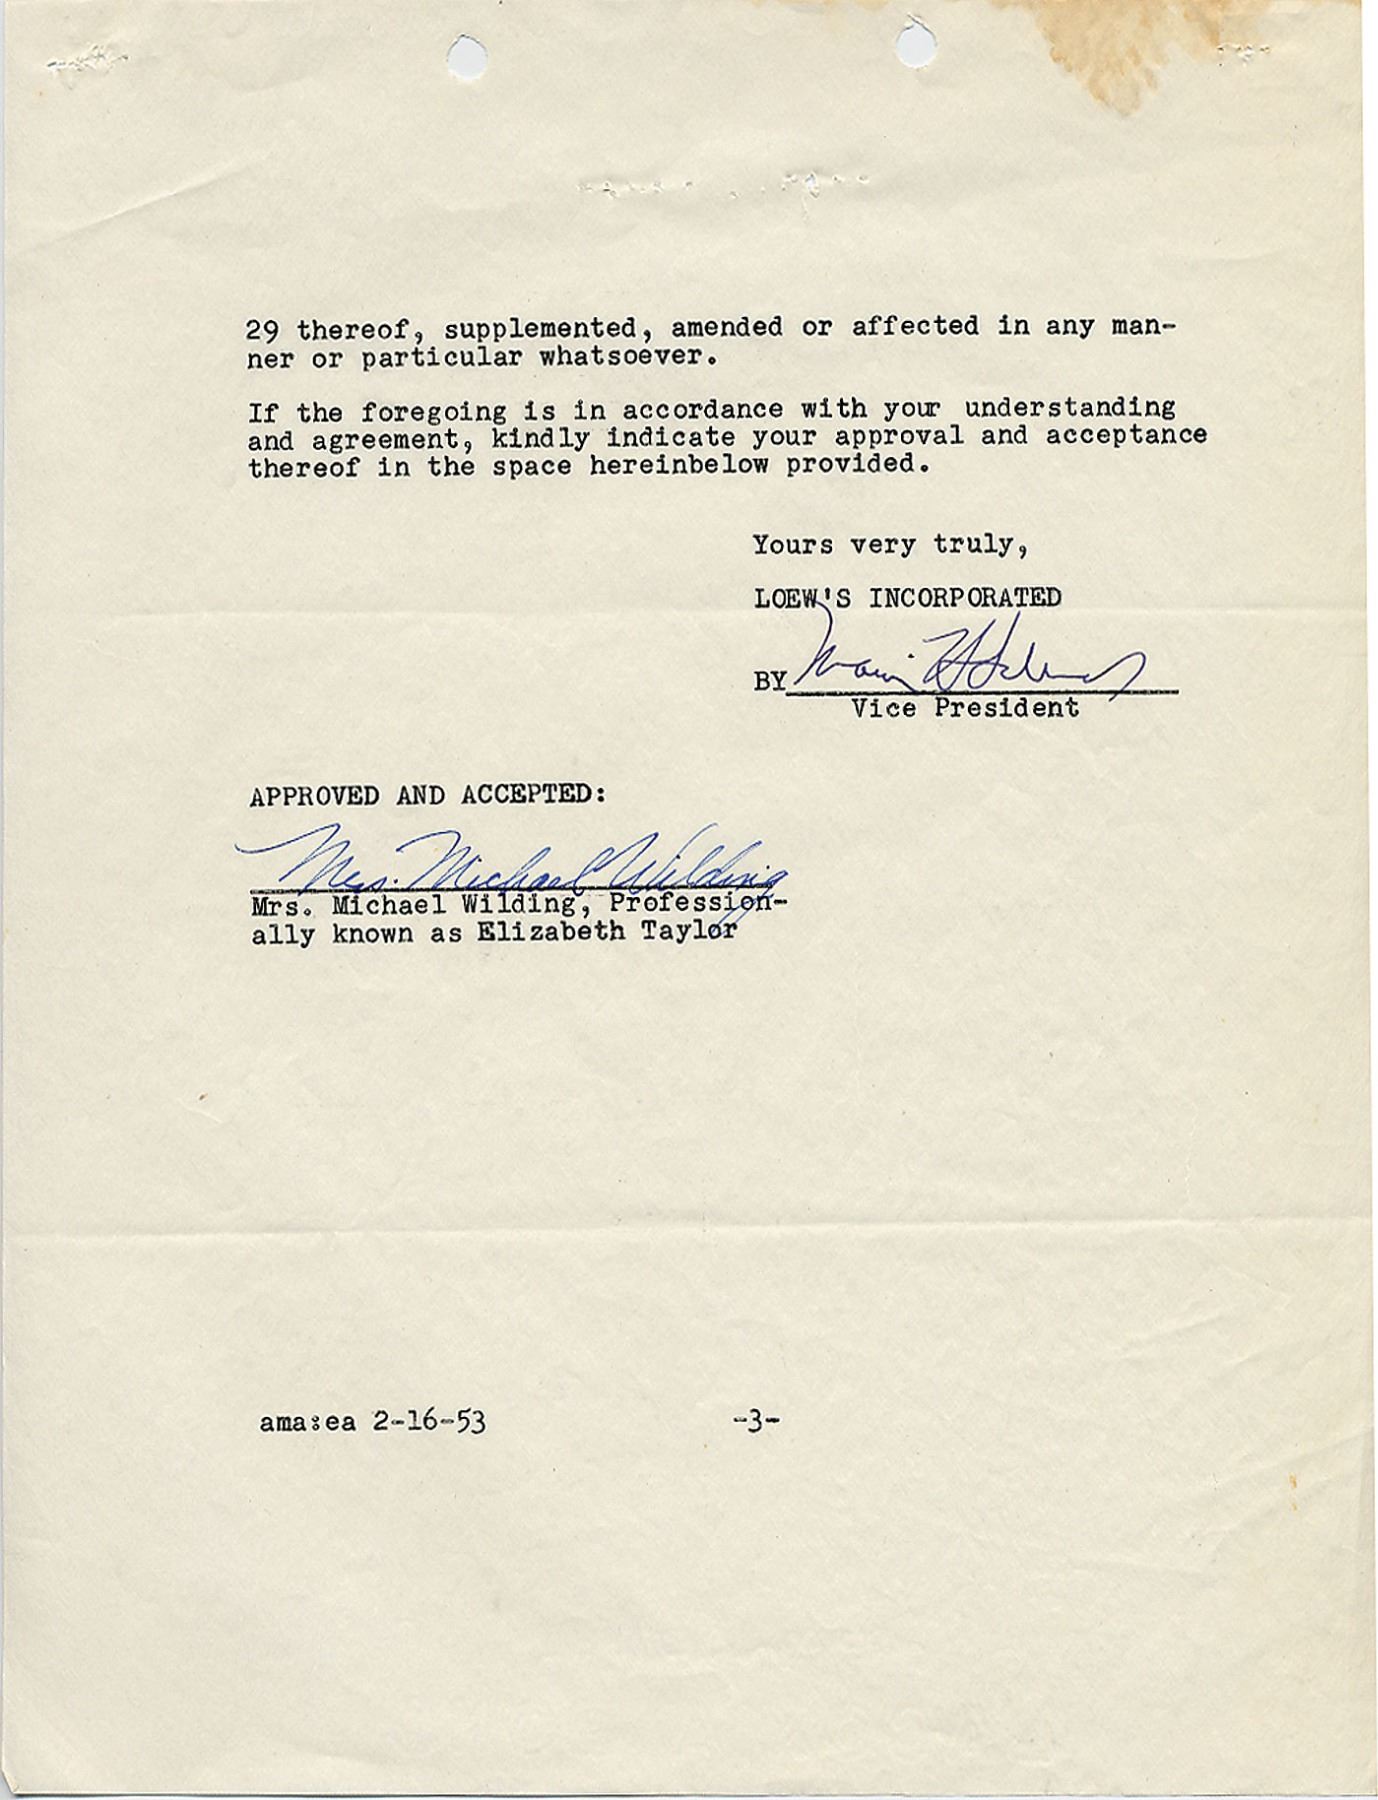 29 thereof, supplemented, amended or affected in any man-
ner or particular whatsoever.
If the foregoing is in accordance with your understanding
and agreement, kindly indicate your approval and acceptance
thereof in the space hereinbelow provided.
Yours very truly,
LOEW'S INCORPORATED
BY
Vice President
APPROVED AND ACCEPTED:
Mrs. Michael Wilding
Mrs. Michael Wilding, Profession-
ally known as Elizabeth Taylor
ama:ea 2-16-53 -3-